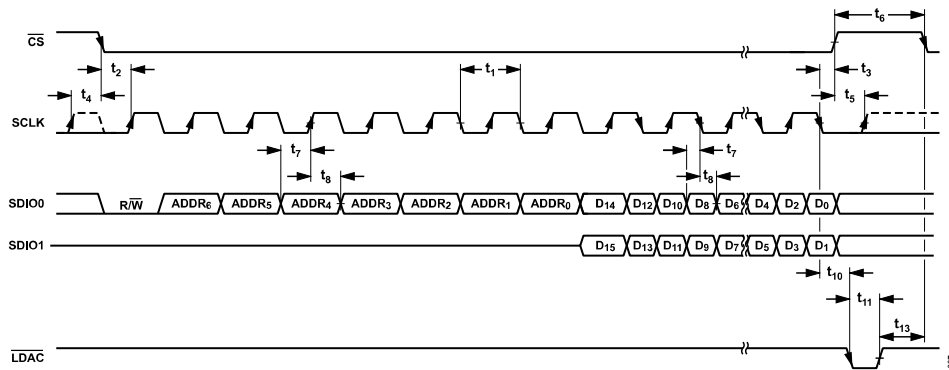 t6
CS
t2
t1
t3
t4
t5
SCLK
t7
t7
t8
t8
SDIO0
R/W
ADDR6
ADDR5
ADDR4
ADDR3
ADDR2
ADDR1
ADDR0
D14
D12
D10
D8
D6
D4
D2
D0
SDIO1
D15
D13
D11
D9
D7
D5
D3
D1
t10
t11
t13
LDAC